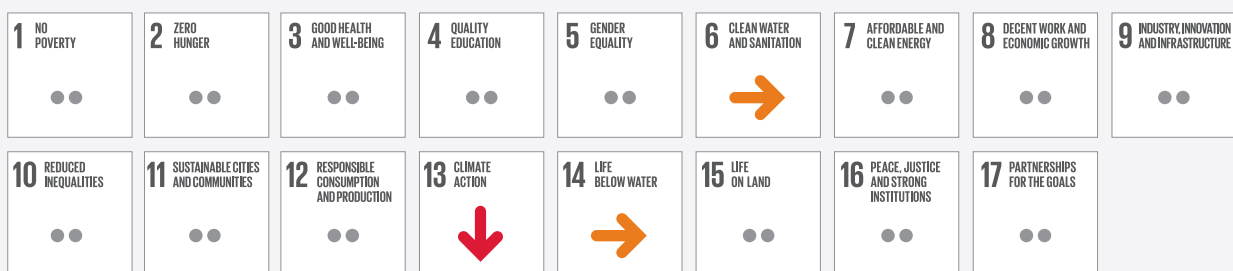 1 NO
POVERTY
2 ZERO
HUNGER
3 GOOD HEALTH
AND WELL-BEING
4 QUALITY
EDUCATION
5 GENDER
EQUALITY
6 CLEAN WATER
AND SANITATION
7 AFFORDABLE AND
CLEAN ENERGY
8 DECENT WORK AND
ECONOMIC GROWTH
9 INDUSTRY, INNOVATION
AND INFRASTRUCTURE
10 REDUCED
INEQUALITIES
11 SUSTAINABLE CITIES
AND COMMUNITIES
12 RESPONSIBLE
CONSUMPTION
AND PRODUCTION
13 CLIMATE
ACTION
14 LIFE
BELOW WATER
15 LIFE
ON LAND
16 PEACE, JUSTICE
AND STRONG
INSTITUTIONS
17 PARTNERSHIPS
FOR THE GOALS